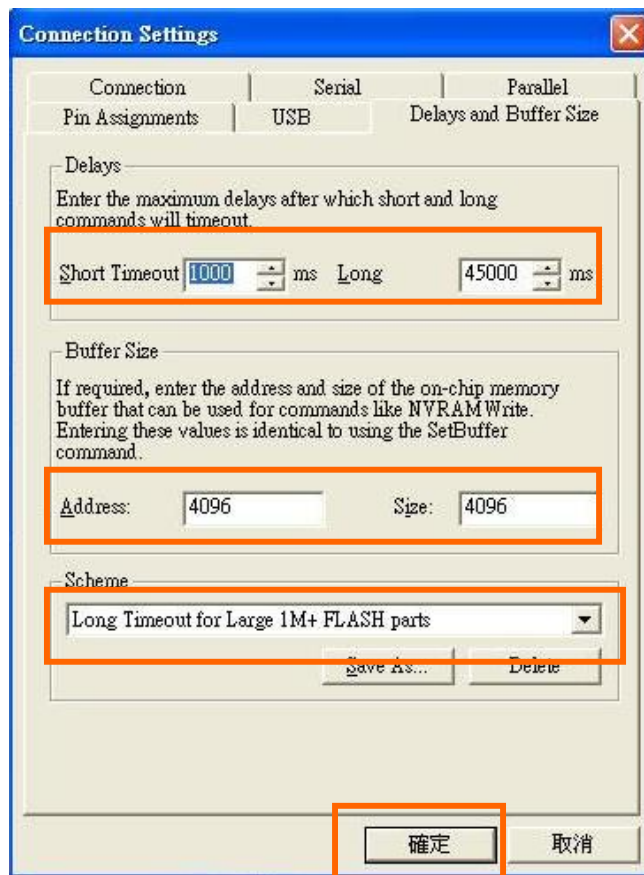 Connection Settings
Connection Serial Parallel
Pin Assignments USB Delays and Buffer Size
Delays
Enter the maximum delays after which short and long
commands will timeout.
Short Timeout 1000 ms Long 45000 ms
Buffer Size
If required, enter the address and size of the on-chip memory
buffer that can be used for commands like NVRAMWrite.
Entering these values is identical to using the SetBuffer
command.
Address: 4096 Size: 4096
Scheme
Long Timeout for Large 1M+ FLASH parts
Save As... Delete
確定 取消